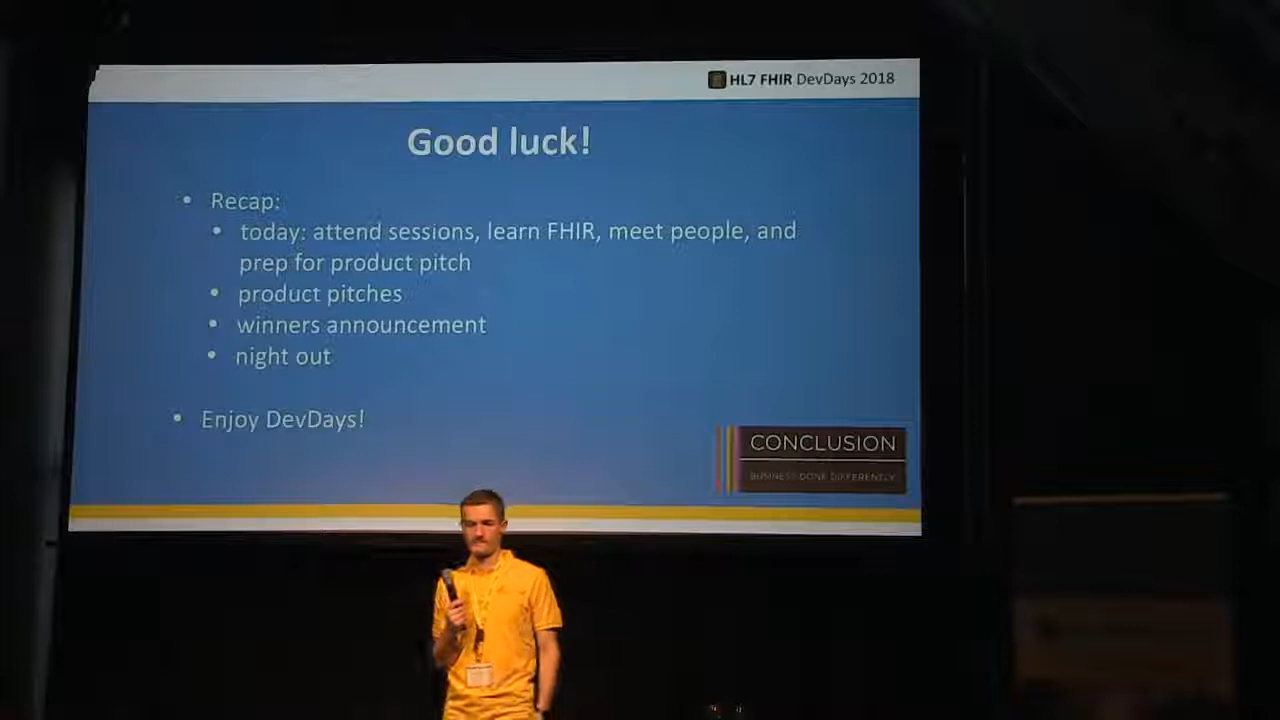 HL7 FHIR DevDays 2018
Good luck!
• Recap:
• today: attend sessions, learn FHIR, meet people, and
prep for product pitch
• product pitches
• winners announcement
• night out
• Enjoy DevDays!
CONCLUSION
BUSINESS DONE DIFFERENTLY